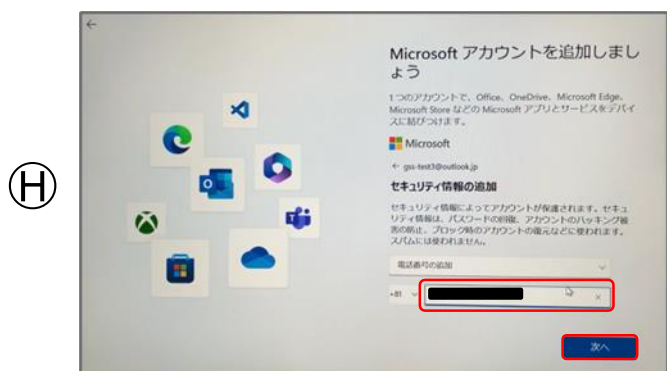 Ⓗ
Microsoft アカウントを追加しまし
ょう
1 つのアカウントで、Office、OneDrive、Microsoft Edge、
Microsoft Store などの Microsoft アプリとサービスをデバイ
スに結びつけます。
Microsoft
← gss-test3@outlook.jp
セキュリティ情報の追加
セキュリティ情報によってアカウントが保護されます。セキュ
リティ情報は、パスワードの回復、アカウントのハッキング被
害の防止、ブロック時のアカウントの復元などに使われます。
スパムには使われません。
電話番号の追加
+81
次へ